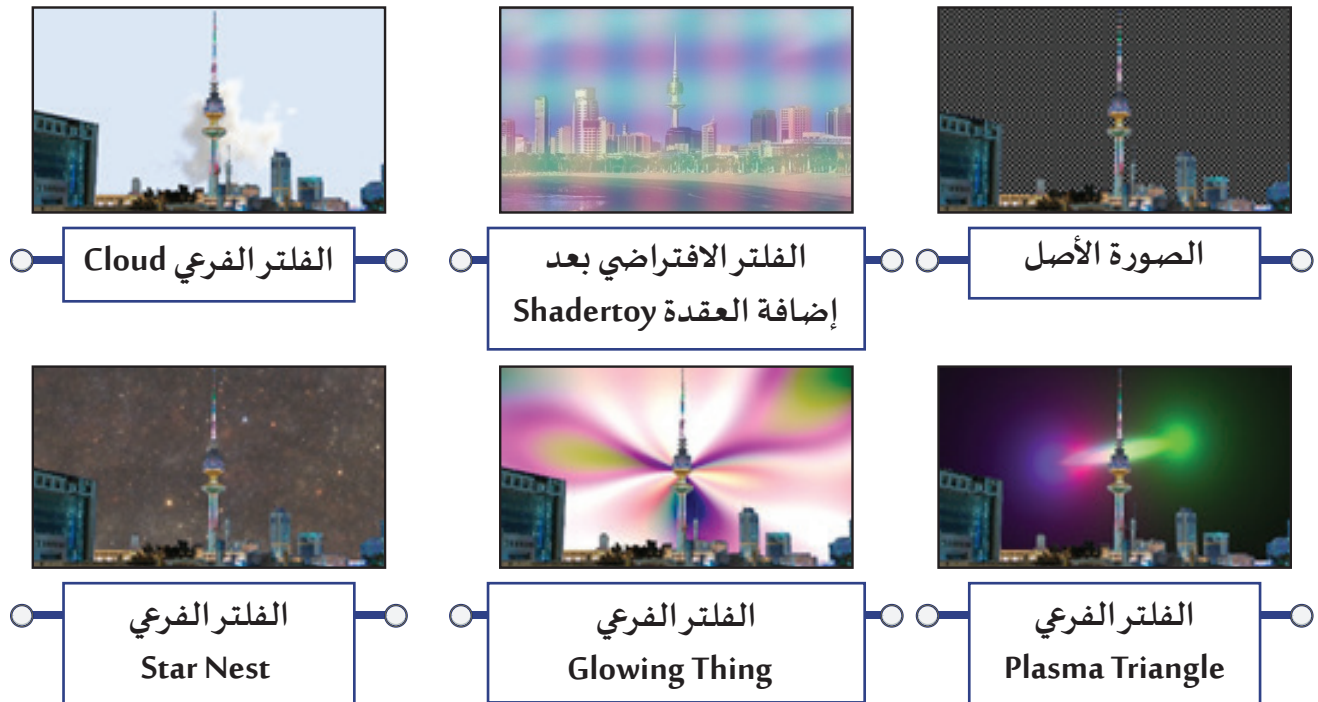 الصورة الأصل
الفلتر الافتراضي بعد
إضافة العقدة Shadertoy
الفلتر الفرعي Cloud
الفلتر الفرعي
Plasma Triangle
الفلتر الفرعي
Glowing Thing
الفلتر الفرعي
Star Nest